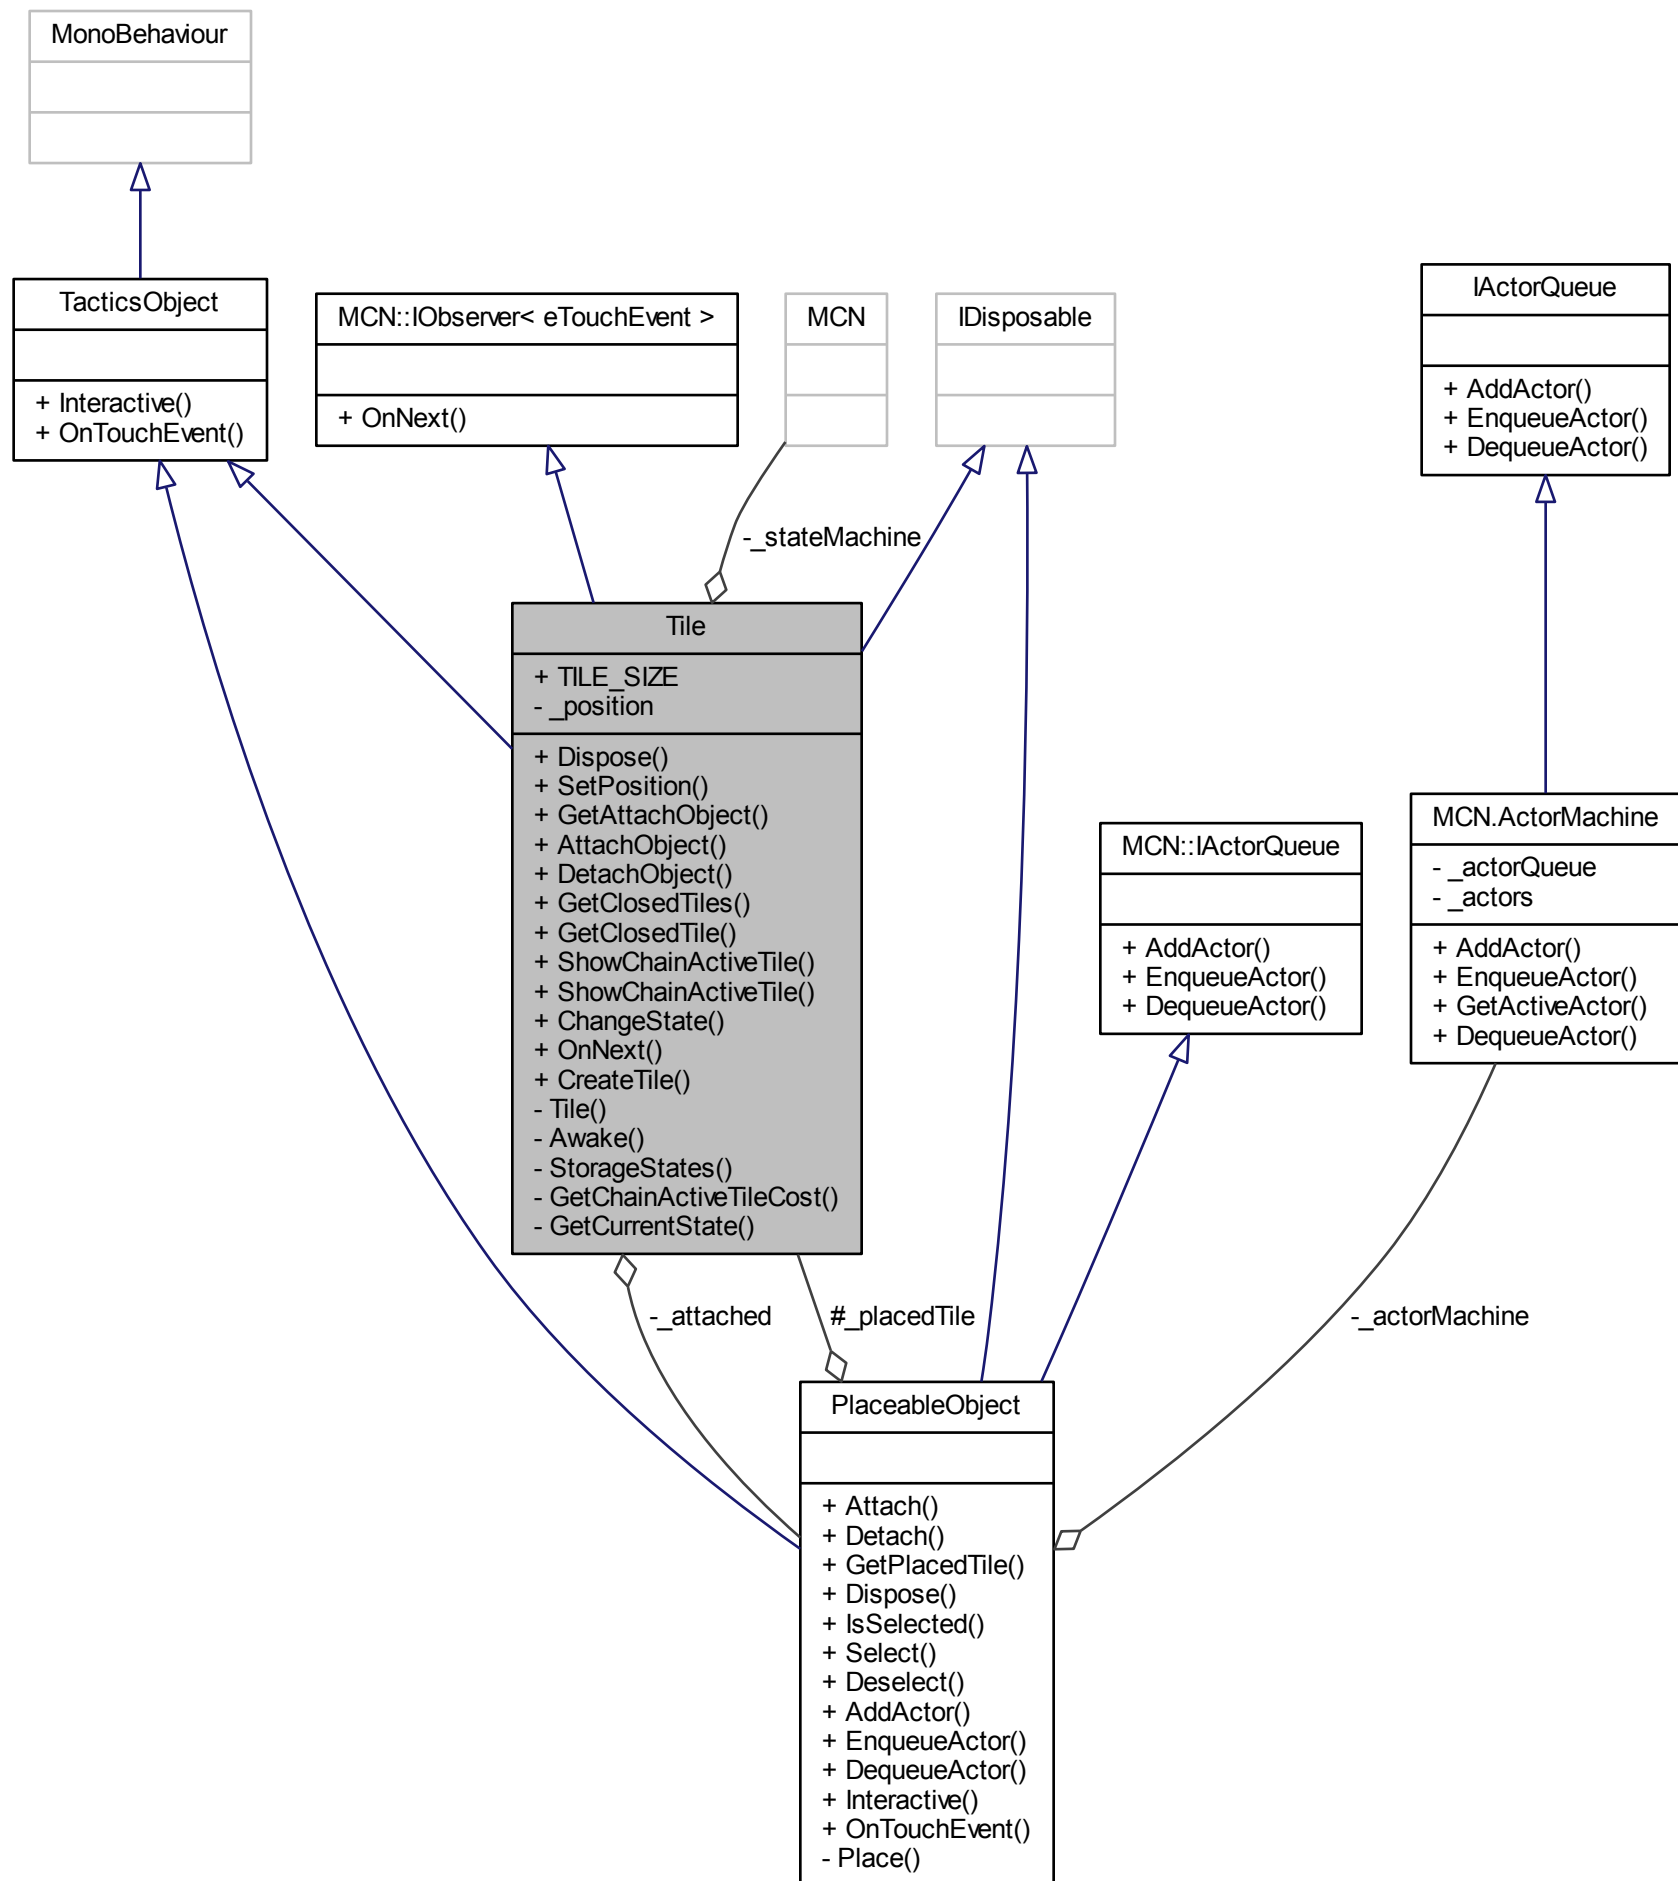 MonoBehaviour
TacticsObject
+ Interactive()
+ OnTouchEvent()
MCN::IObserver< eTouchEvent >
+ OnNext()
MCN
IDisposable
IActorQueue
+ AddActor()
+ EnqueueActor()
+ DequeueActor()
-_stateMachine
Tile
+ TILE_SIZE
- _position
+ Dispose()
+ SetPosition()
+ GetAttachObject()
+ AttachObject()
+ DetachObject()
+ GetClosedTiles()
+ GetClosedTile()
+ ShowChainActiveTile()
+ ShowChainActiveTile()
+ ChangeState()
+ OnNext()
+ CreateTile()
- Tile()
- Awake()
- StorageStates()
- GetChainActiveTileCost()
- GetCurrentState()
MCN::IActorQueue
+ AddActor()
+ EnqueueActor()
+ DequeueActor()
MCN.ActorMachine
- _actorQueue
- _actors
+ AddActor()
+ EnqueueActor()
+ GetActiveActor()
+ DequeueActor()
-_attached
#_placedTile
-_actorMachine
PlaceableObject
+ Attach()
+ Detach()
+ GetPlacedTile()
+ Dispose()
+ IsSelected()
+ Select()
+ Deselect()
+ AddActor()
+ EnqueueActor()
+ DequeueActor()
+ Interactive()
+ OnTouchEvent()
- Place()